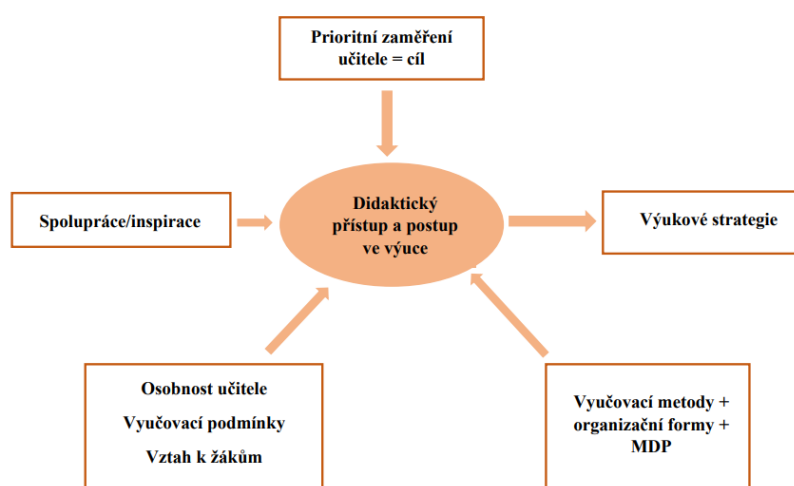 Prioritní zaměření
učitele = cíl
Spolupráce/inspirace
Didaktický
přístup a postup
ve výuce
Výukové strategie
Osobnost učitele
Vyučovací podmínky
Vztah k žákům
Vyučovací metody +
organizační formy +
MDP